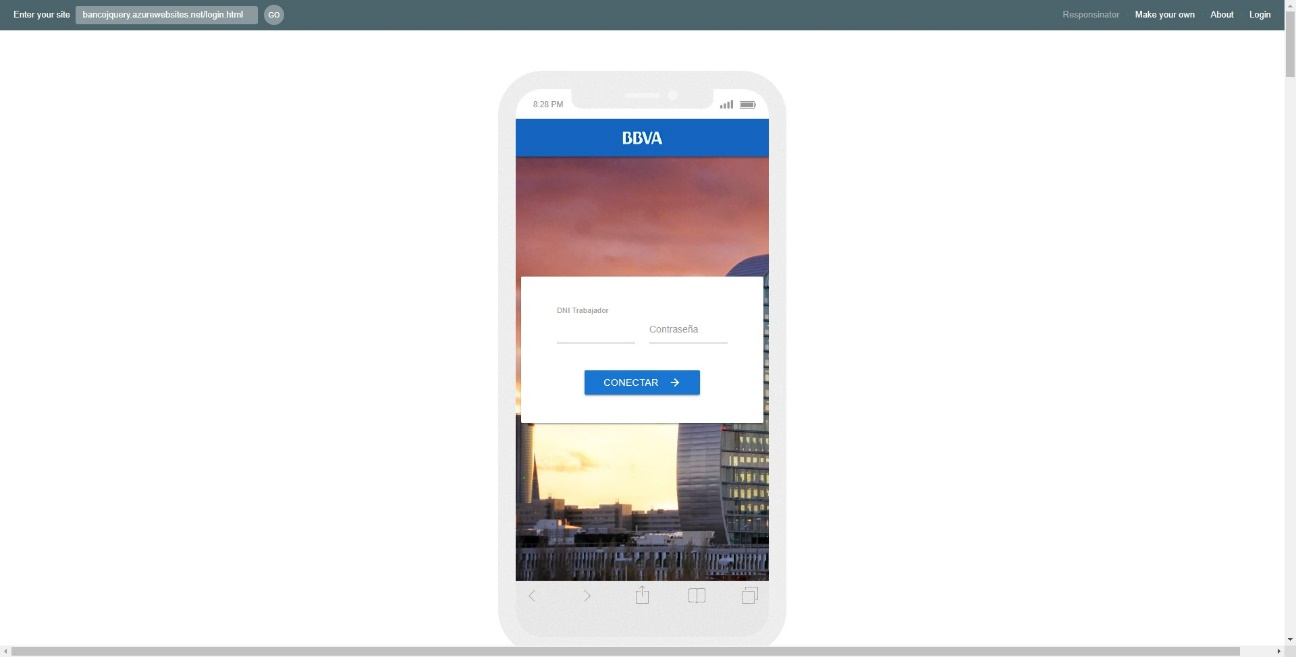 Enter your site bancojquery.azurewebsites.net/login.html GO Responsinator Make your own About Login
8:28 PM
BBVA
DNI Trabajador
Contraseña
CONECTAR